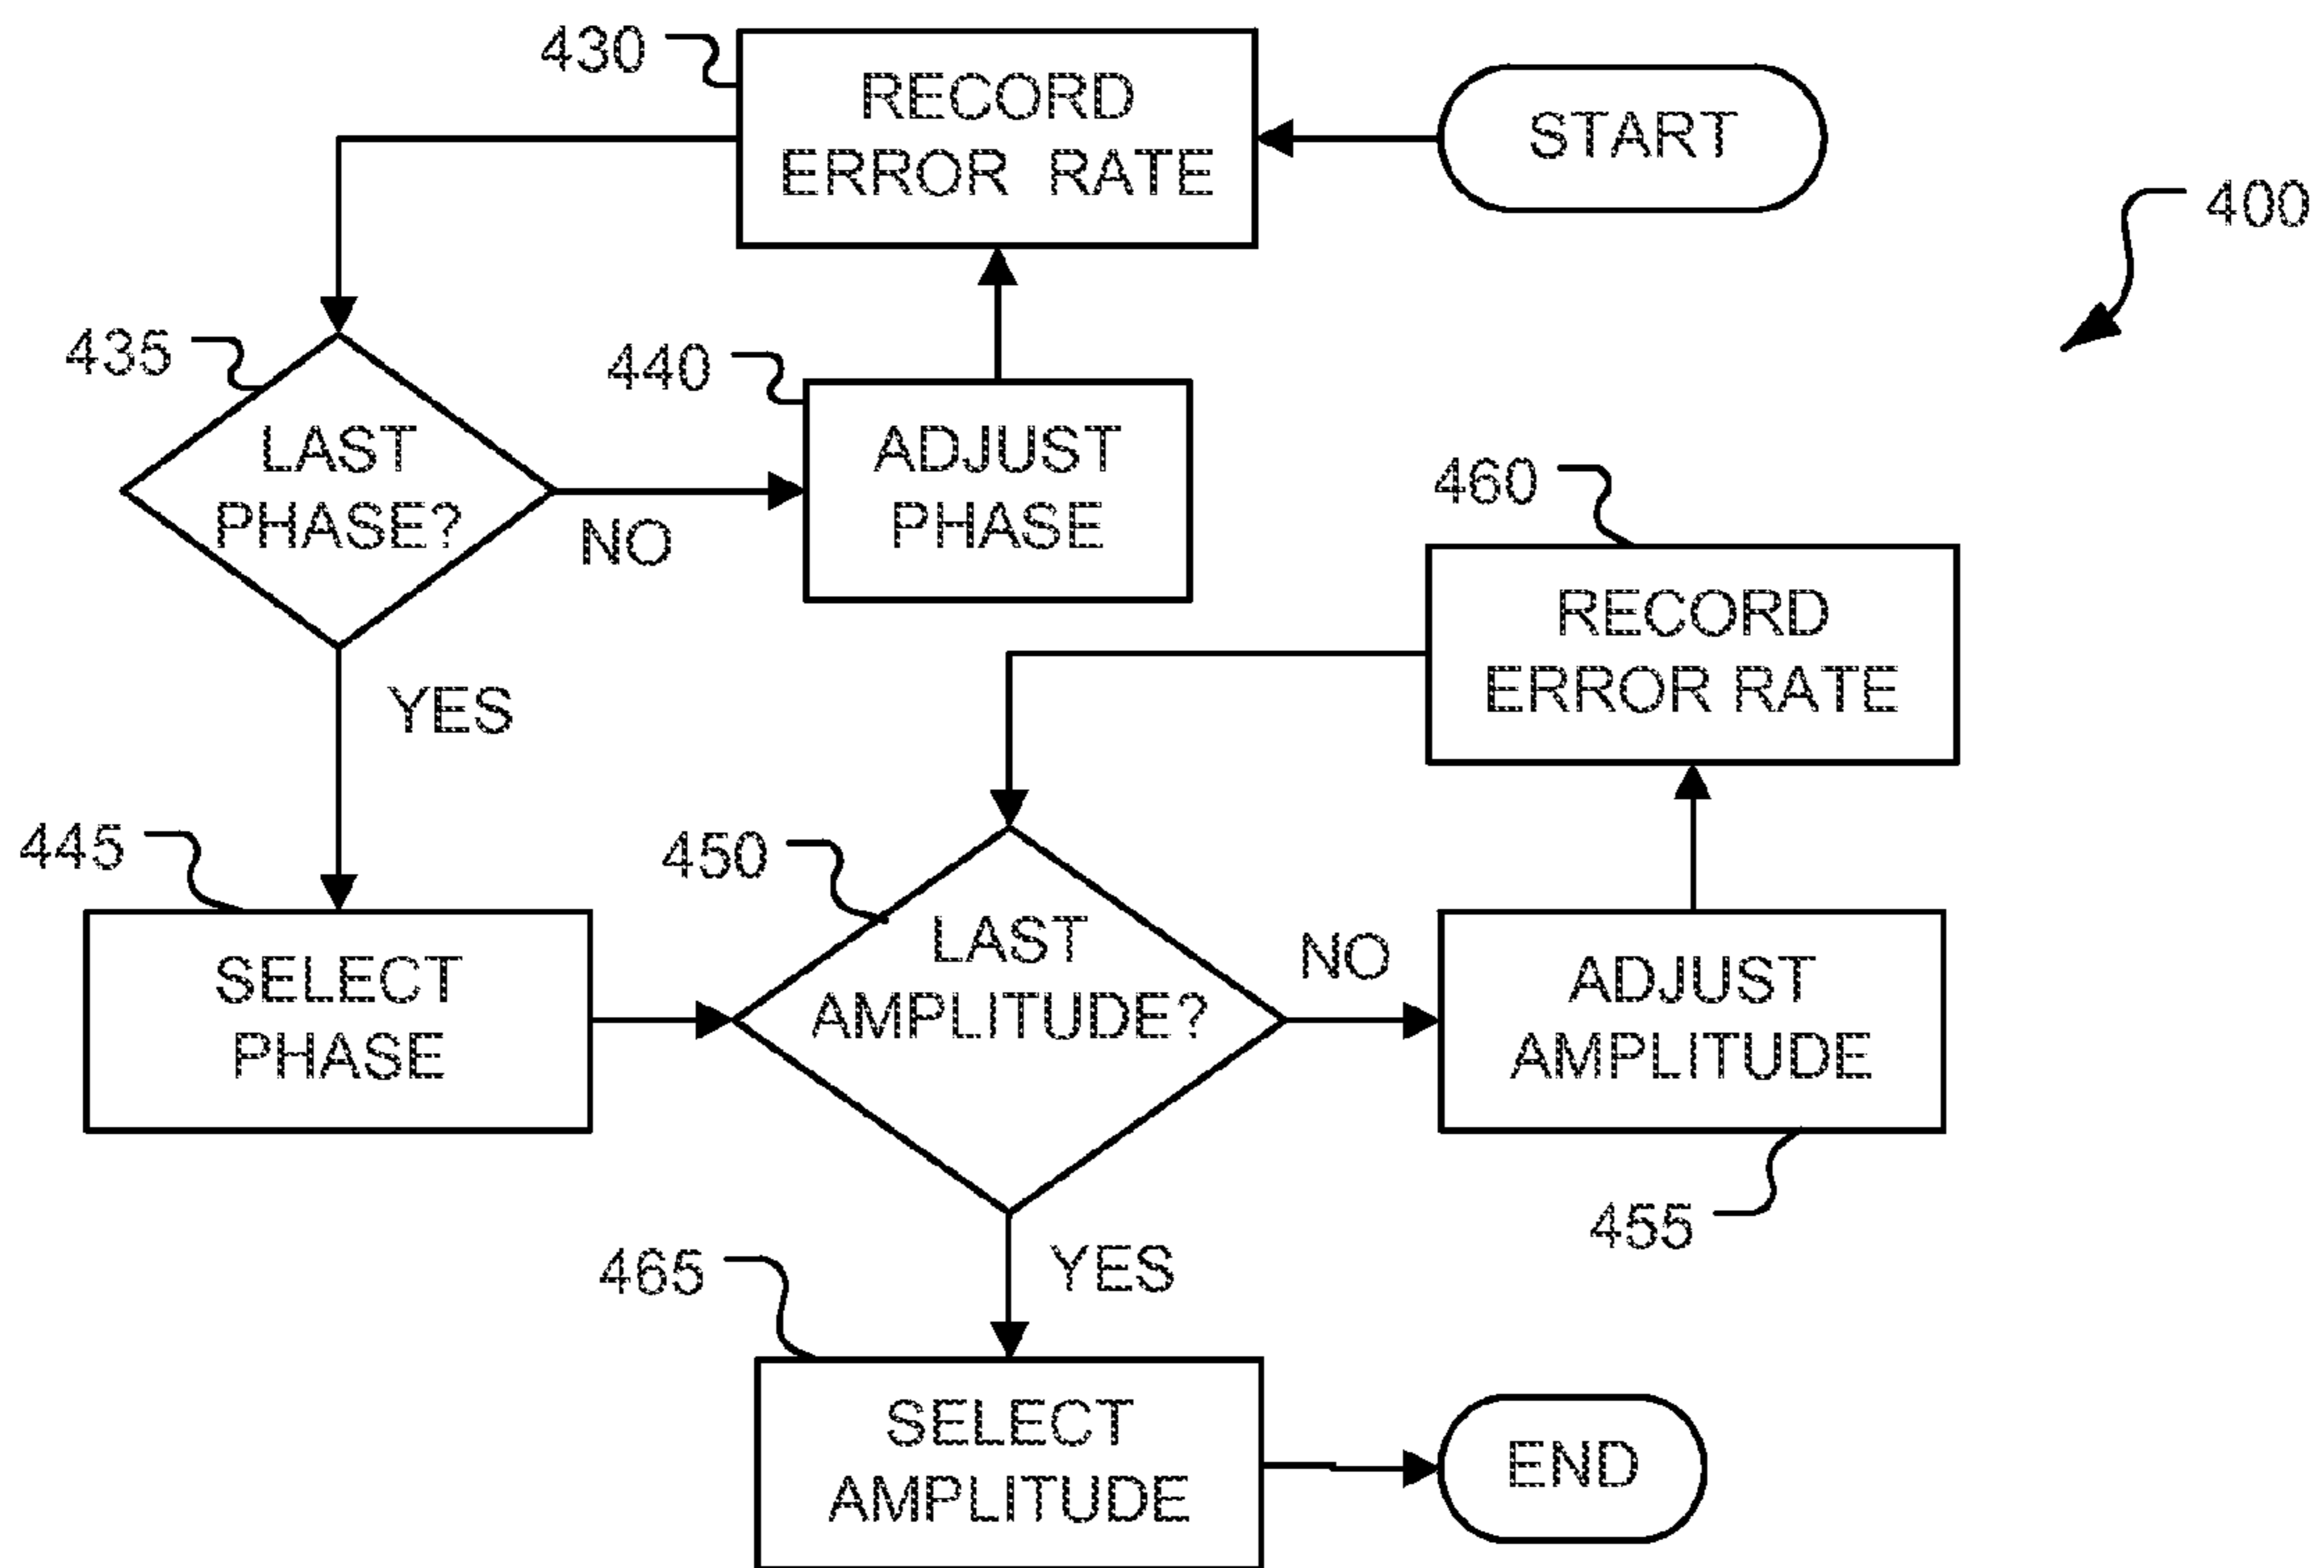 430
RECORD
ERROR RATE
START
400
435
LAST
PHASE?
NO
440
ADJUST
PHASE
460
RECORD
ERROR RATE
YES
445
SELECT
PHASE
450
LAST
AMPLITUDE?
NO
ADJUST
AMPLITUDE
455
YES
465
SELECT
AMPLITUDE
END